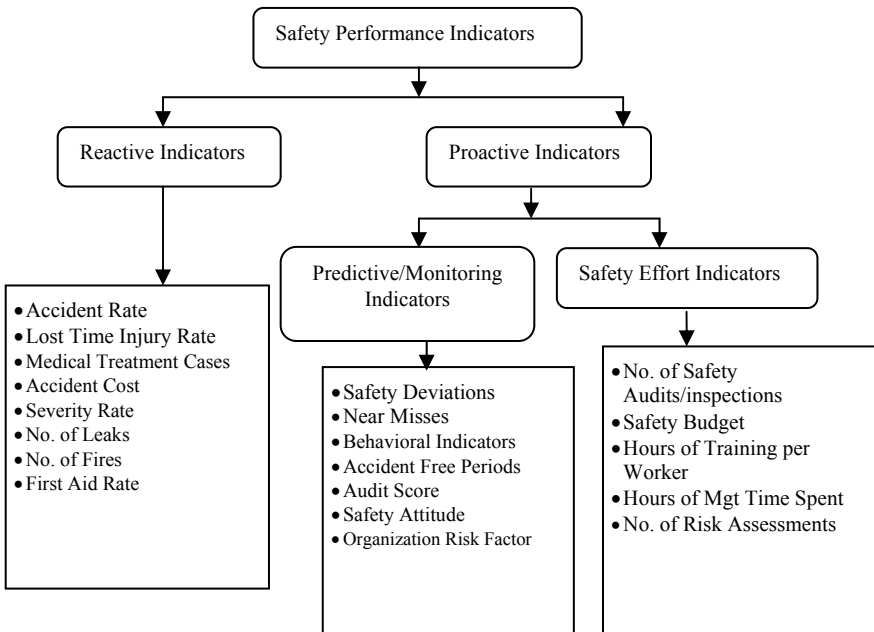 Safety Performance Indicators
Reactive Indicators
Proactive Indicators
Predictive/Monitoring
Indicators
Safety Effort Indicators
•Accident Rate
•Lost Time Injury Rate
•Medical Treatment Cases
•Accident Cost
•Severity Rate
•No. of Leaks
•No. of Fires
•First Aid Rate
•Safety Deviations
•Near Misses
•Behavioral Indicators
•Accident Free Periods
•Audit Score
•Safety Attitude
•Organization Risk Factor
•No. of Safety
Audits/inspections
•Safety Budget
•Hours of Training per
Worker
•Hours of Mgt Time Spent
•No. of Risk Assessments